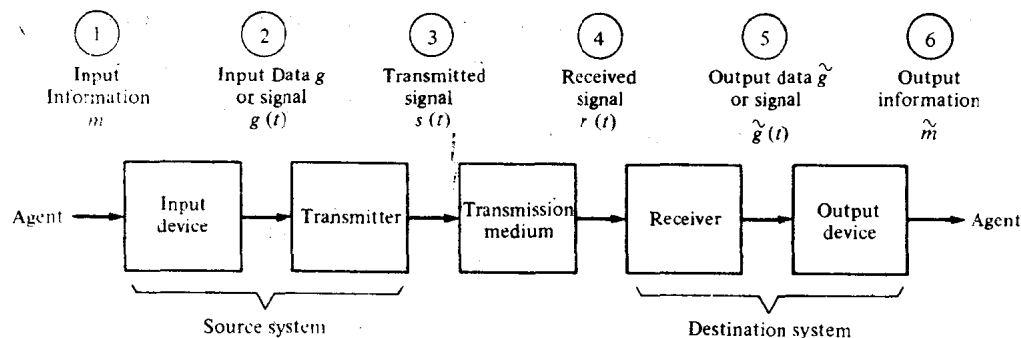 1 2 3 4 5 6
Input Input Data g Transmitted Received Output data g̃ Output
Information or signal signal signal or signal information
m g (t) s (t) r (t) g̃ (t) m̃
Agent Input device Transmitter Transmission medium Receiver Output device Agent
Source system Destination system